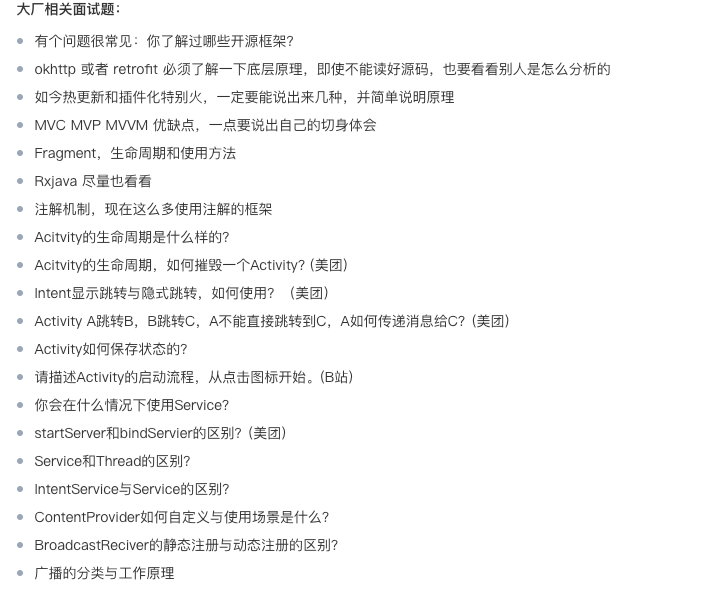 大厂相关面试题：
有个问题很常见：你了解过哪些开源框架？
okhttp 或者 retrofit 必须了解一下底层原理，即使不能读好源码，也要看看别人是怎么分析的
如今热更新和插件化特别火，一定要能说出来几种，并简单说明原理
MVC MVP MVVM 优缺点，一点要说出自己的切身体会
Fragment，生命周期和使用方法
Rxjava 尽量也看看
注解机制，现在这么多使用注解的框架
Acitvity的生命周期是什么样的?
Acitvity的生命周期，如何摧毁一个Activity? (美团)
Intent显示跳转与隐式跳转，如何使用？（美团）
Activity A跳转B，B跳转C，A不能直接跳转到C，A如何传递消息给C?（美团）
Activity如何保存状态的?
请描述Activity的启动流程，从点击图标开始。(B站)
你会在什么情况下使用Service?
startServer和bindServier的区别?（美团）
Service和Thread的区别?
IntentService与Service的区别?
ContentProvider如何自定义与使用场景是什么?
BroadcastReciver的静态注册与动态注册的区别?
广播的分类与工作原理